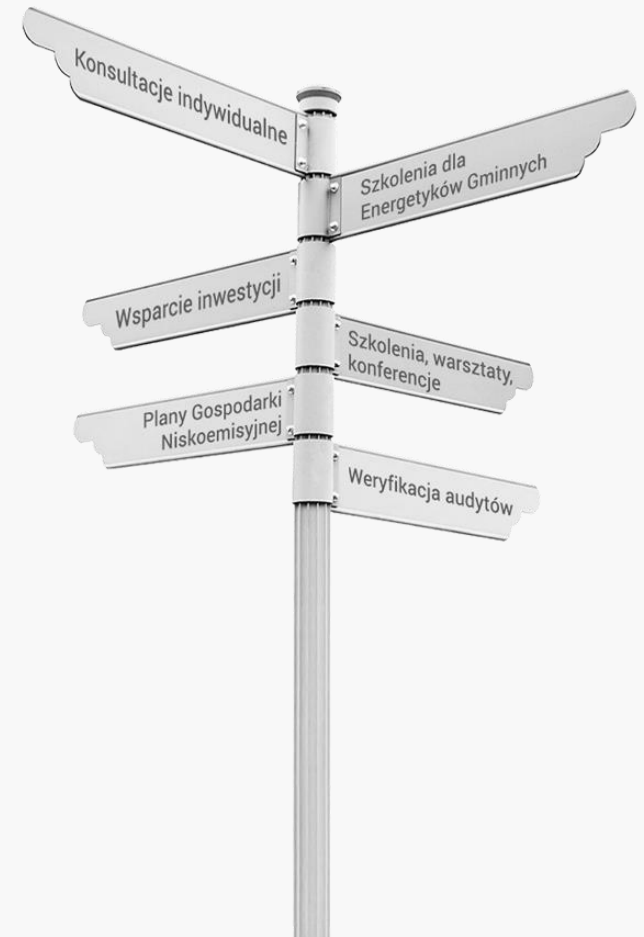 Konsultacje indywidualne
Szkolenia dla
Energetyków Gminnych
Wsparcie inwestycji
Szkolenia, warsztaty,
konferencje
Plany Gospodarki
Niskoemisyjnej
Weryfikacja audytów